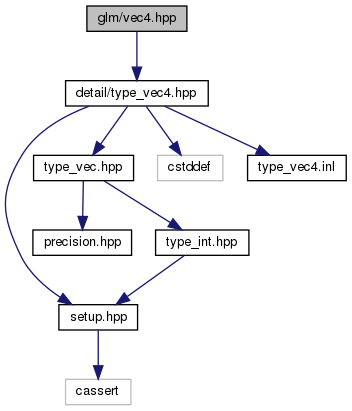 glm/vec4.hpp
detail/type_vec4.hpp
type_vec.hpp
cstddef
type_vec4.inl
precision.hpp
type_int.hpp
setup.hpp
cassert